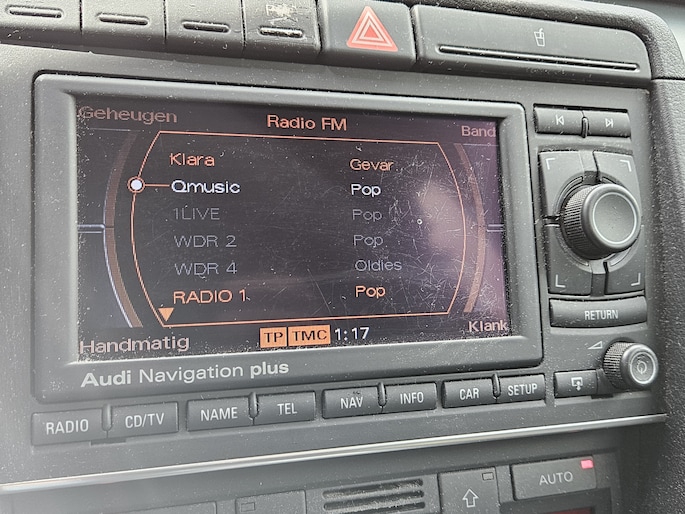 Geheugen Radio FM Band
Klara Gevar
Qmusic Pop
1LIVE Pop
WDR 2 Pop
WDR 4 Oldies
RADIO 1 Pop
Handmatig TP TMC 1:17 Klank
Audi Navigation plus
RETURN
RADIO CD/TV NAME TEL NAV INFO CAR SETUP
AUTO